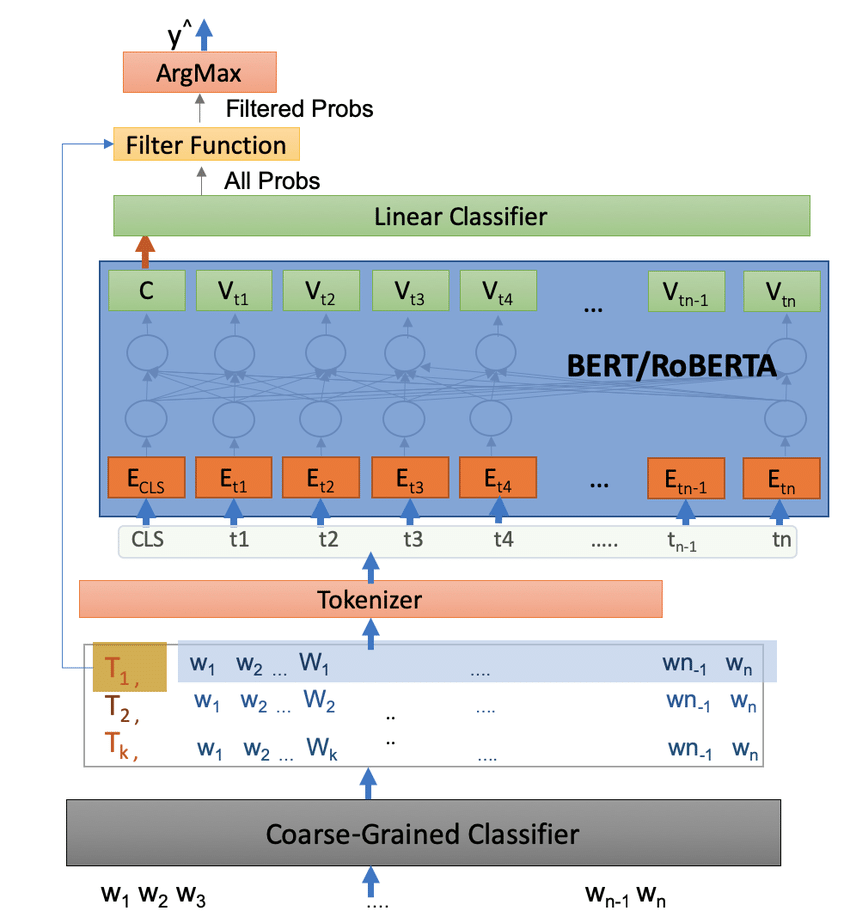 y^
ArgMax
Filtered Probs
Filter Function
All Probs
Linear Classifier
C Vt1 Vt2 Vt3 Vt4 ... Vtn-1 Vtn
BERT/RoBERTA
ECLS Et1 Et2 Et3 Et4 ... Etn-1 Etn
CLS t1 t2 t3 t4 ..... tn-1 tn
Tokenizer
T1, w1 w2 ... W1 .... wn-1 wn
T2, w1 w2 ... W2 .. .... wn-1 wn
Tk, w1 w2 ... Wk .. .... wn-1 wn
Coarse-Grained Classifier
w1 w2 w3 .... wn-1 wn